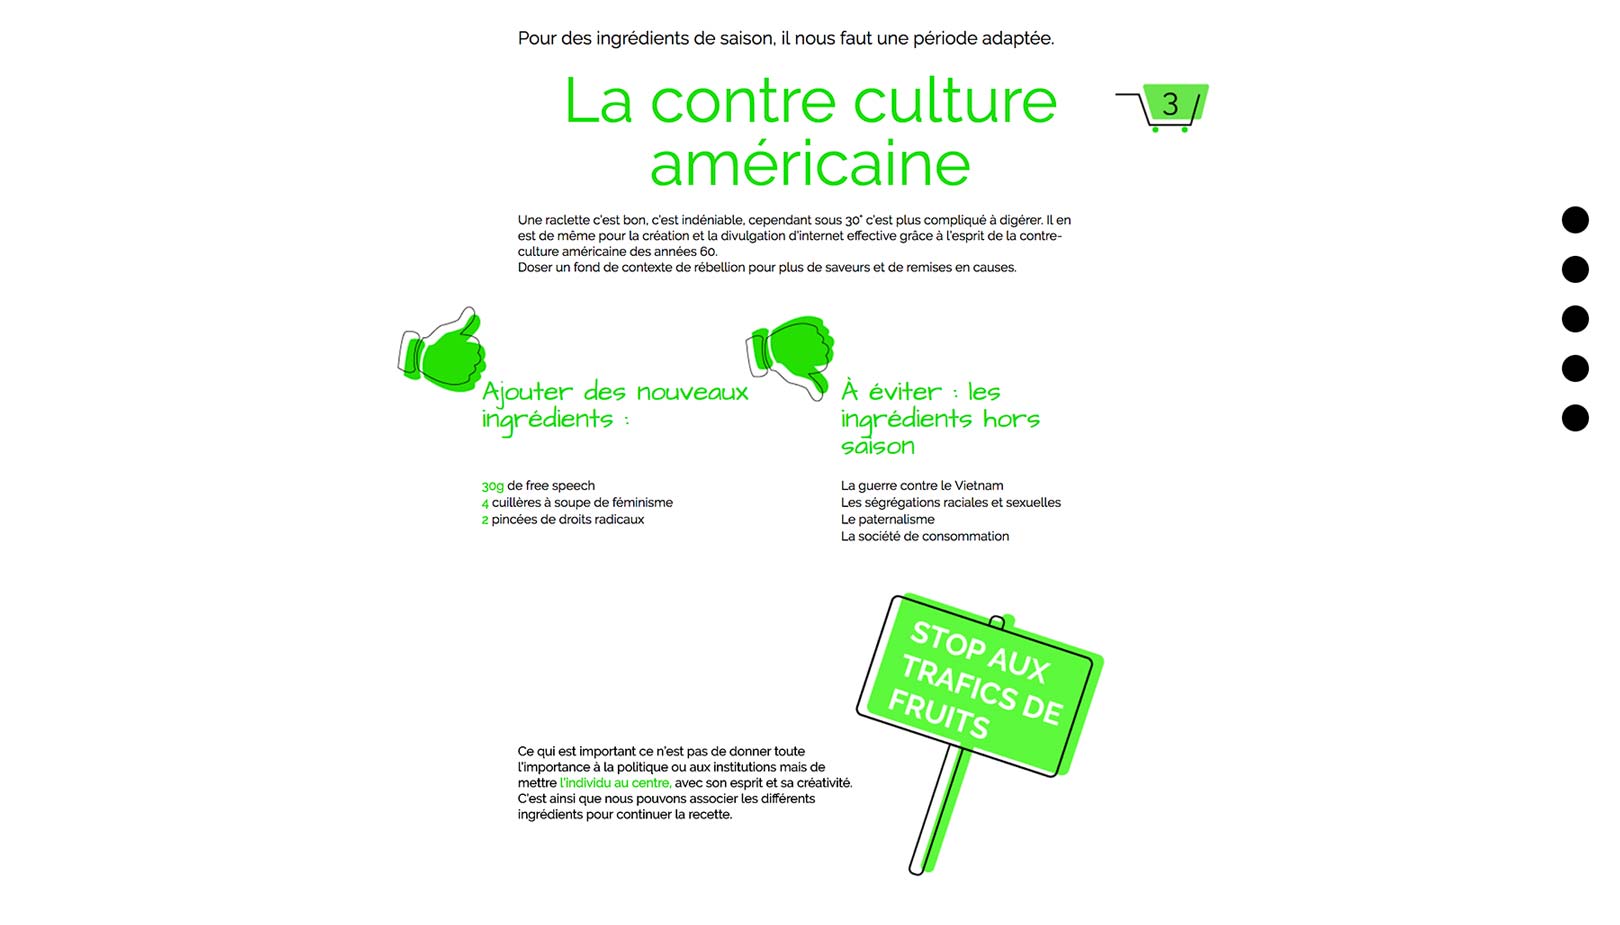 Pour des ingrédients de saison, il nous faut une période adaptée.
La contre culture
américaine
3
Une raclette c'est bon, c'est indéniable, cependant sous 30° c'est plus compliqué à digérer. Il en
est de même pour la création et la divulgation d'internet effective grâce à l'esprit de la contre-
culture américaine des années 60.
Doser un fond de contexte de rébellion pour plus de saveurs et de remises en causes.
Ajouter des nouveaux
ingrédients :
30g de free speech
4 cuillères à soupe de féminisme
2 pincées de droits radicaux
À éviter : les
ingrédients hors
saison
La guerre contre le Vietnam
Les ségrégations raciales et sexuelles
Le paternalisme
La société de consommation
STOP AUX
TRAFICS DE
FRUITS
Ce qui est important ce n'est pas de donner toute
l'importance à la politique ou aux institutions mais de
mettre l'individu au centre, avec son esprit et sa créativité.
C'est ainsi que nous pouvons associer les différents
ingrédients pour continuer la recette.